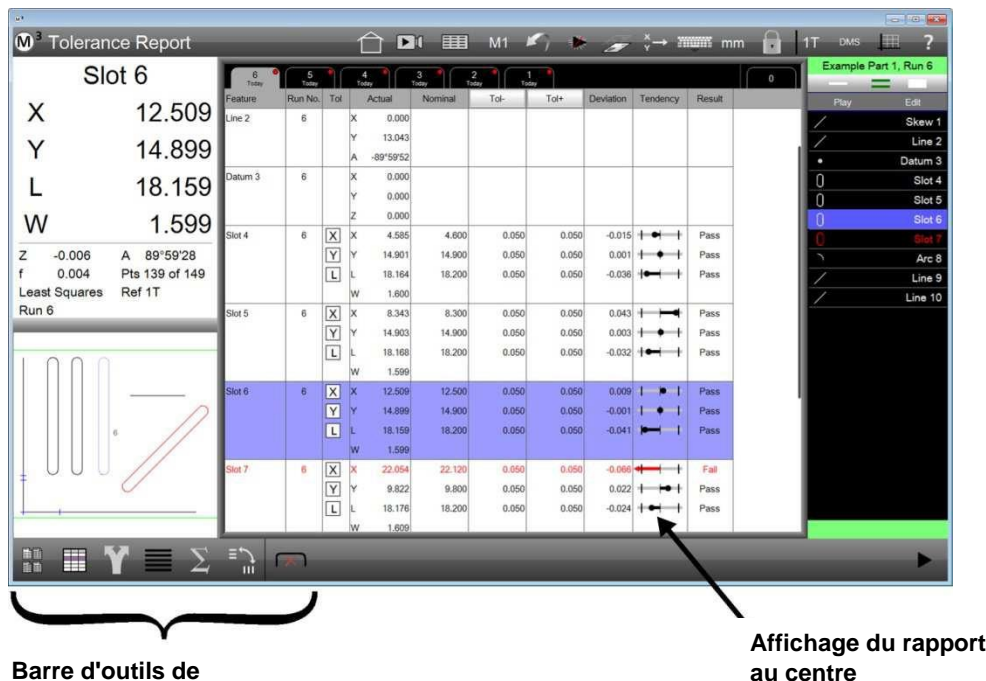 M³
M³ Tolerance Report M1 X Y mm 1T DMS ?
Slot 6
X 12.509
Y 14.899
L 18.159
W 1.599
Z -0.006 A 89°59'28
f 0.004 Pts 139 of 149
Least Squares Ref 1T
Run 6
6
6 Today 5 Today 4 Today 3 Today 2 Today 1 Today 0
Feature Run No. Tol Actual Nominal Tol- Tol+ Deviation Tendency Result
Line 2 6 X 0.000
Y 13.043
A -89°59'52
Datum 3 6 X 0.000
Y 0.000
Z 0.000
Slot 4 6 X X 4.585 4.600 0.050 0.050 -0.015 Pass
Y Y 14.901 14.900 0.050 0.050 0.001 Pass
L L 18.164 18.200 0.050 0.050 -0.036 Pass
W 1.600
Slot 5 6 X X 8.343 8.300 0.050 0.050 0.043 Pass
Y Y 14.903 14.900 0.050 0.050 0.003 Pass
L L 18.168 18.200 0.050 0.050 -0.032 Pass
W 1.599
Slot 6 6 X X 12.509 12.500 0.050 0.050 0.009 Pass
Y Y 14.899 14.900 0.050 0.050 -0.001 Pass
L L 18.159 18.200 0.050 0.050 -0.041 Pass
W 1.599
Slot 7 6 X X 22.054 22.120 0.050 0.050 -0.066 Fail
Y Y 9.822 9.800 0.050 0.050 0.022 Pass
L L 18.176 18.200 0.050 0.050 -0.024 Pass
W 1.609
Example Part 1, Run 6
Play Edit
Skew 1
Line 2
Datum 3
Slot 4
Slot 5
Slot 6
Slot 7
Arc 8
Line 9
Line 10
Σ
Barre d'outils de
Affichage du rapport
au centre